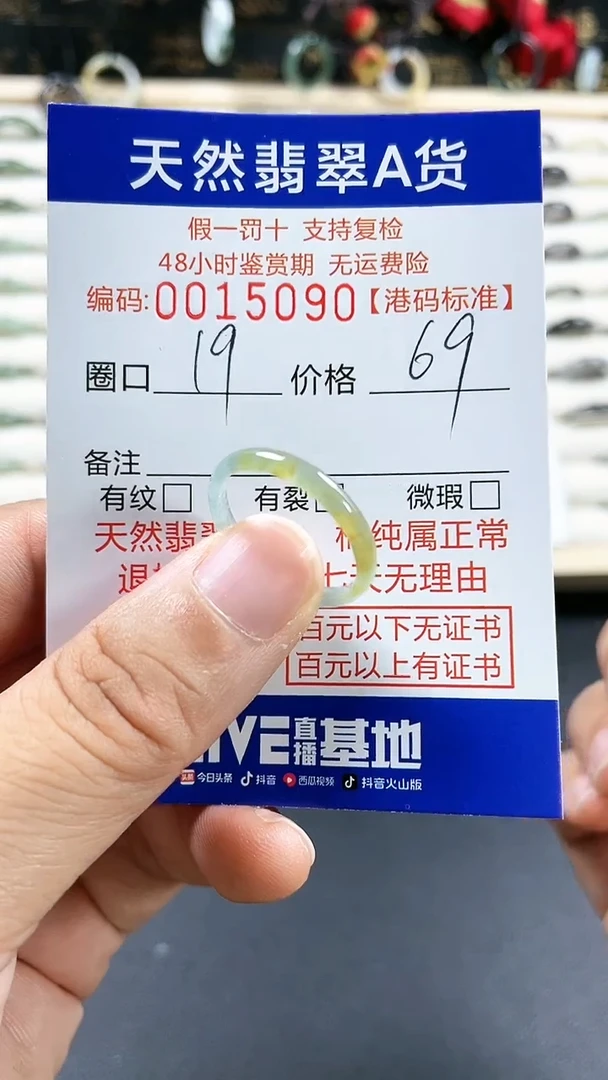 天然翡翠A货
假一罚十 支持复检
48小时鉴赏期 无运费险
编码:0015090【港码标准】
圈口 19 价格 69
备注
有纹□ 有裂□ 微瑕□
天然翡 纯属正常
退 七天无理由
百元以下无证书
百元以上有证书
直播基地
今日头条 抖音 西瓜视频 抖音火山版